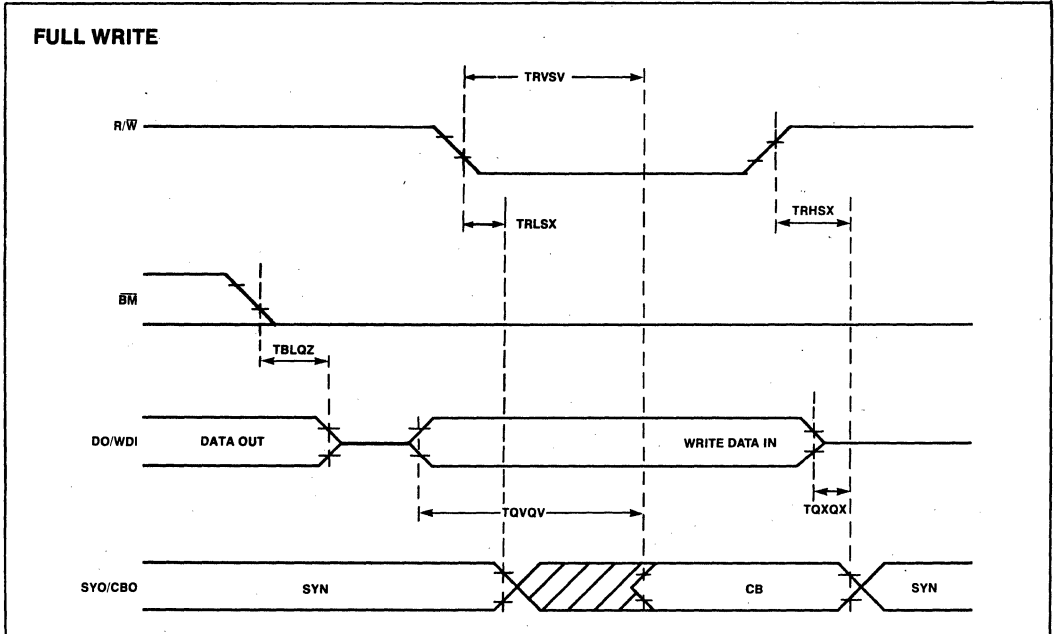 FULL WRITE
TRVSV
R/W̅
TRLSX
TRHSX
B̅M̅
TBLQZ
DO/WDI
DATA OUT
WRITE DATA IN
TQVQV
TQXQX
SYO/CBO
SYN
CB
SYN